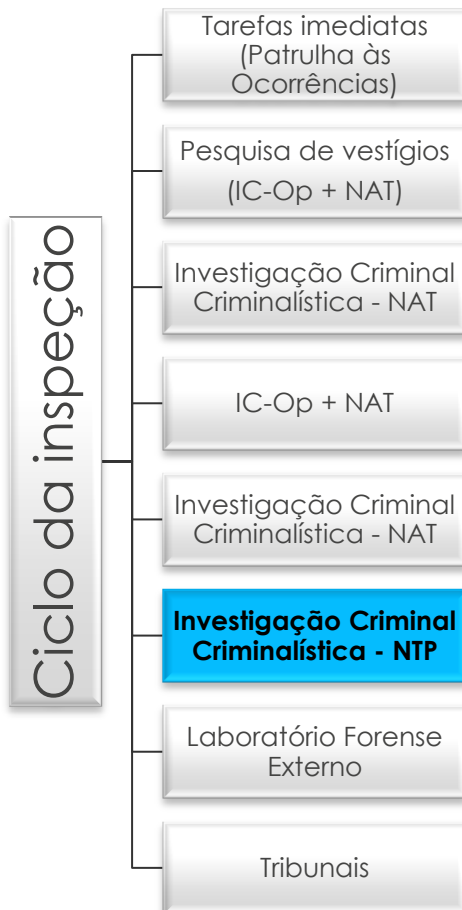 Ciclo da inspeção
Tarefas imediatas
(Patrulha às
Ocorrências)
Pesquisa de vestígios
(IC-Op + NAT)
Investigação Criminal
Criminalística - NAT
IC-Op + NAT
Investigação Criminal
Criminalística - NAT
Investigação Criminal
Criminalística - NTP
Laboratório Forense
Externo
Tribunais